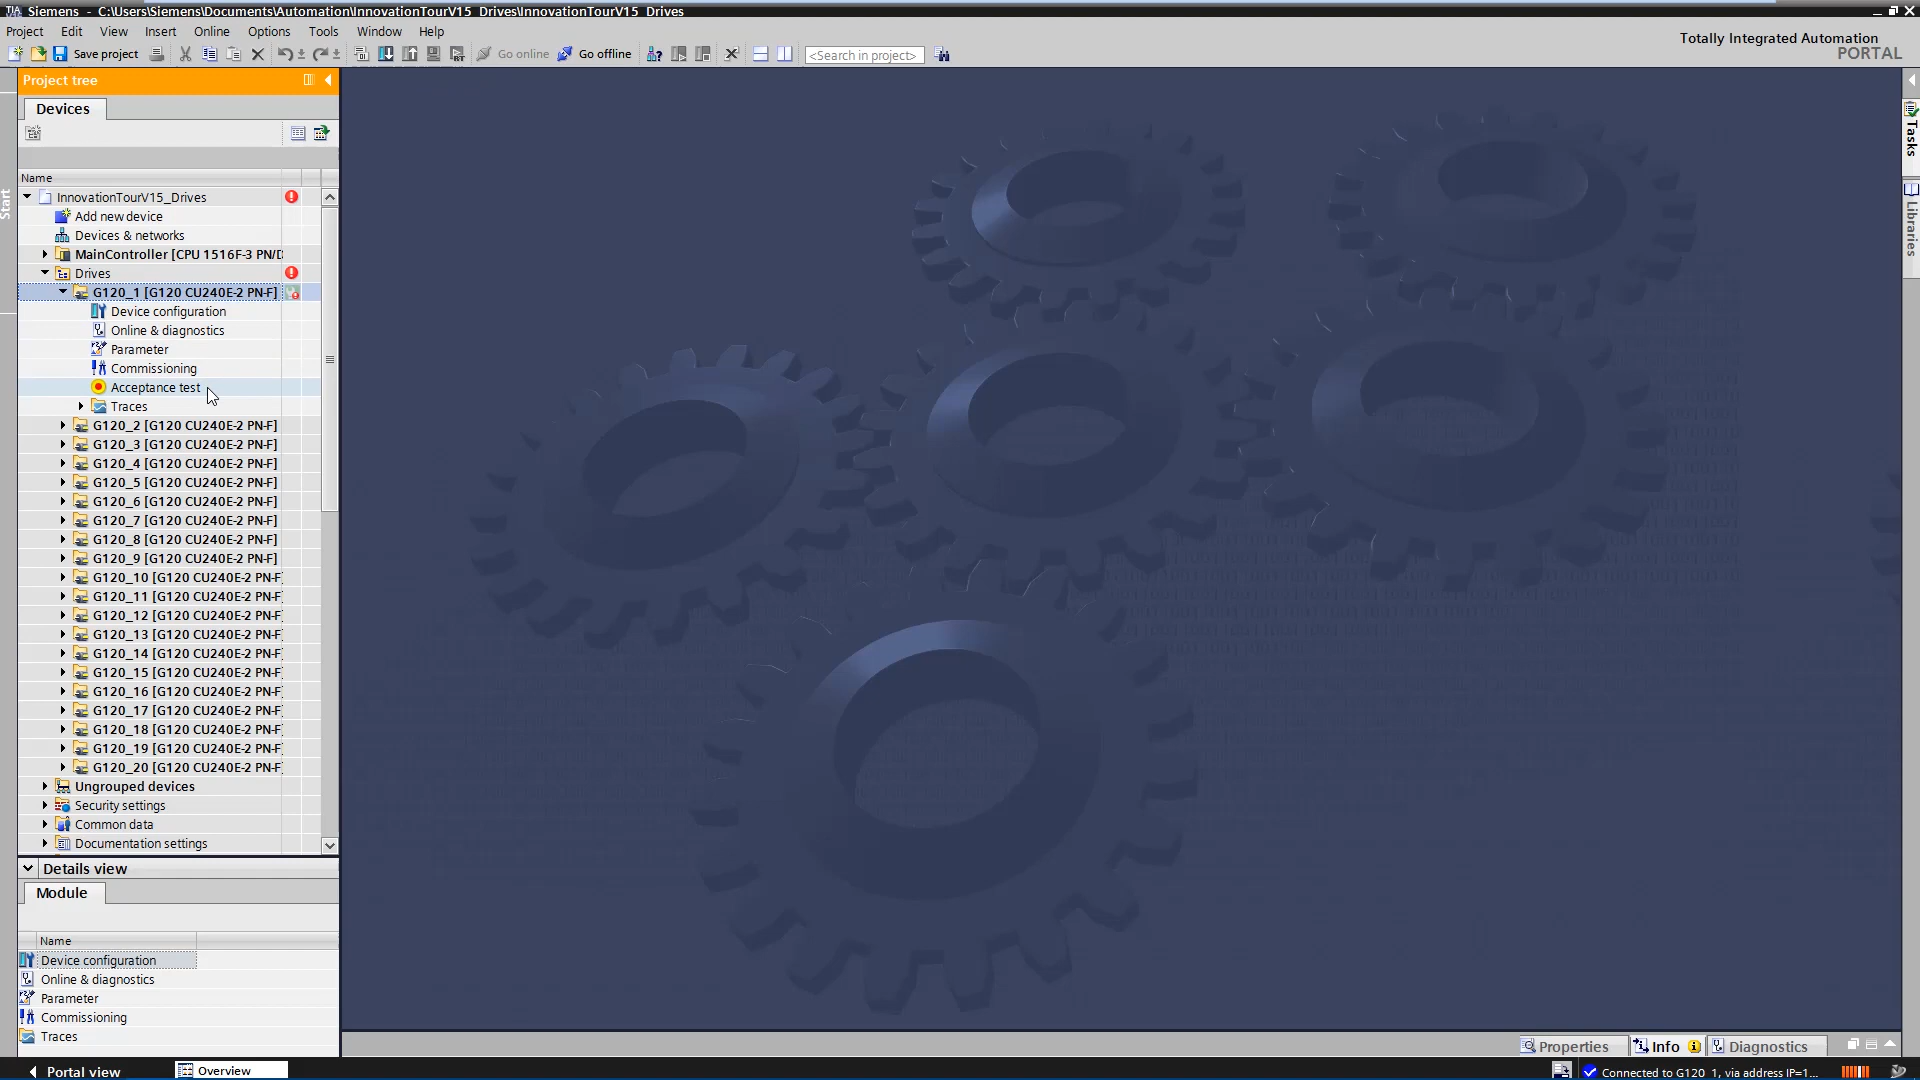 Siemens - C:\Users\Siemens\Documents\Automation\InnovationTourV15_Drives\InnovationTourV15_Drives
Project Edit View Insert Online Options Tools Window Help
Totally Integrated Automation
PORTAL
Save project Go online Go offline <Search in project>
Project tree
Devices
Name
InnovationTourV15_Drives
Add new device
Devices & networks
MainController [CPU 1516F-3 PN/D
Drives
G120_1 [G120 CU240E-2 PN-F]
Device configuration
Online & diagnostics
Parameter
Commissioning
Acceptance test
Traces
G120_2 [G120 CU240E-2 PN-F]
G120_3 [G120 CU240E-2 PN-F]
G120_4 [G120 CU240E-2 PN-F]
G120_5 [G120 CU240E-2 PN-F]
G120_6 [G120 CU240E-2 PN-F]
G120_7 [G120 CU240E-2 PN-F]
G120_8 [G120 CU240E-2 PN-F]
G120_9 [G120 CU240E-2 PN-F]
G120_10 [G120 CU240E-2 PN-F
G120_11 [G120 CU240E-2 PN-F
G120_12 [G120 CU240E-2 PN-F
G120_13 [G120 CU240E-2 PN-F
G120_14 [G120 CU240E-2 PN-F
G120_15 [G120 CU240E-2 PN-F
G120_16 [G120 CU240E-2 PN-F
G120_17 [G120 CU240E-2 PN-F
G120_18 [G120 CU240E-2 PN-F
G120_19 [G120 CU240E-2 PN-F
G120_20 [G120 CU240E-2 PN-F
Ungrouped devices
Security settings
Common data
Documentation settings
Details view
Module
Name
Device configuration
Online & diagnostics
Parameter
Commissioning
Traces
Start
Tasks
Libraries
Properties Info Diagnostics
Portal view Overview Connected to G120_1, via address IP=1...